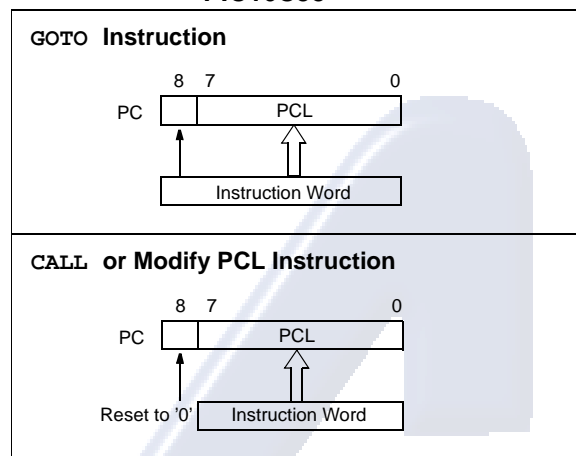 GOTO Instruction
8 7 0
PC PCL
Instruction Word
CALL or Modify PCL Instruction
8 7 0
PC PCL
Reset to '0' Instruction Word